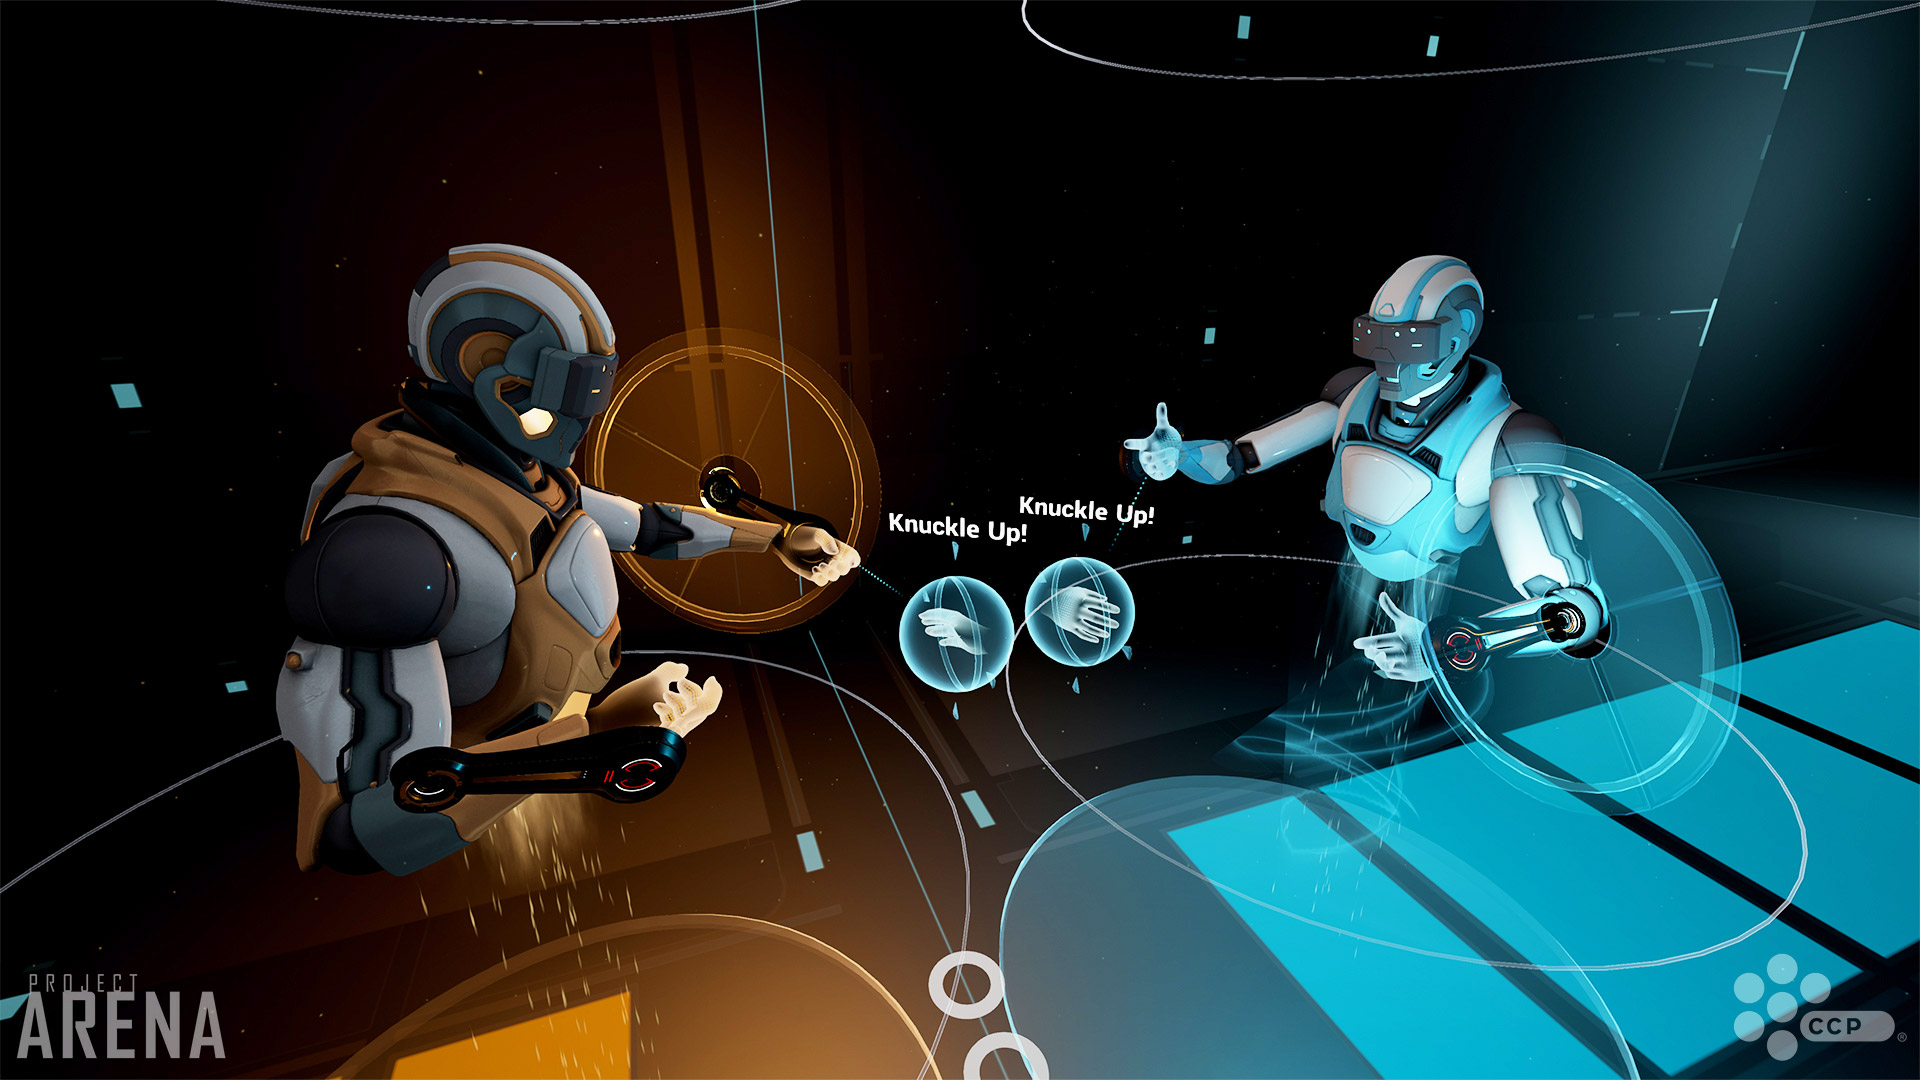 Knuckle Up!
Knuckle Up!
PROJECT
ARENA
CCP
®